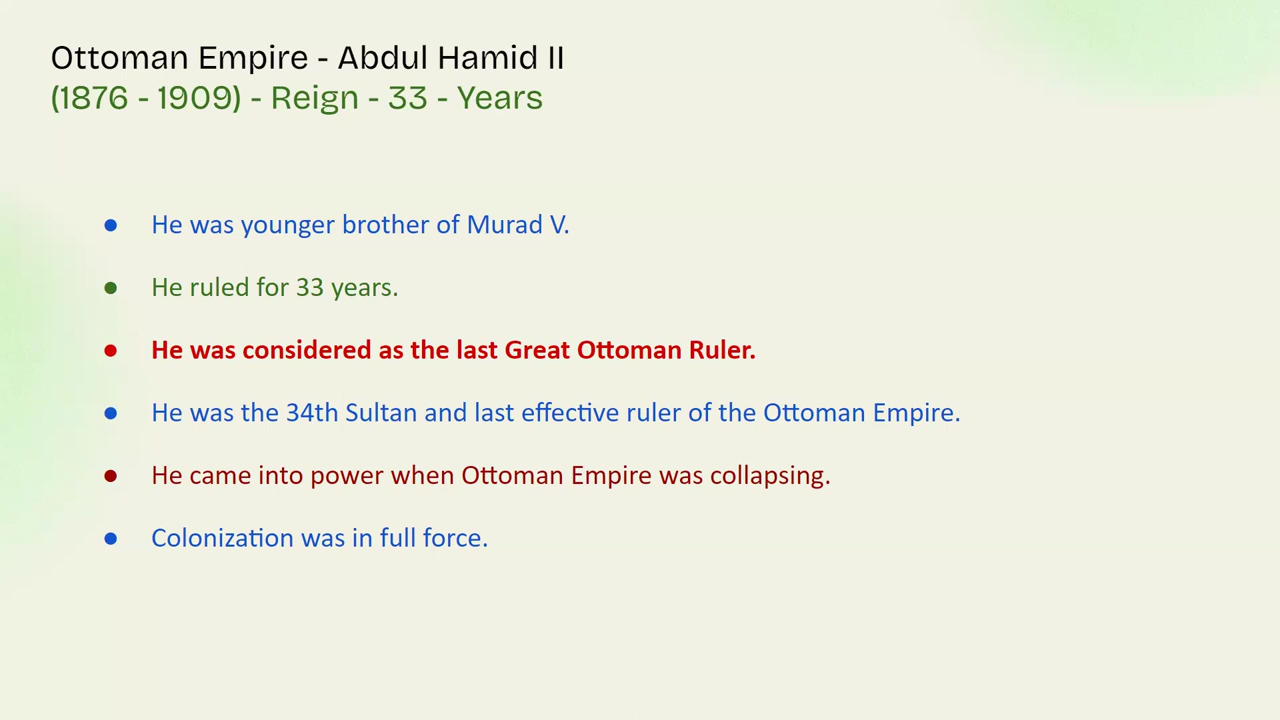 Ottoman Empire - Abdul Hamid II
(1876 - 1909) - Reign - 33 - Years
● He was younger brother of Murad V.
● He ruled for 33 years.
● He was considered as the last Great Ottoman Ruler.
● He was the 34th Sultan and last effective ruler of the Ottoman Empire.
● He came into power when Ottoman Empire was collapsing.
● Colonization was in full force.